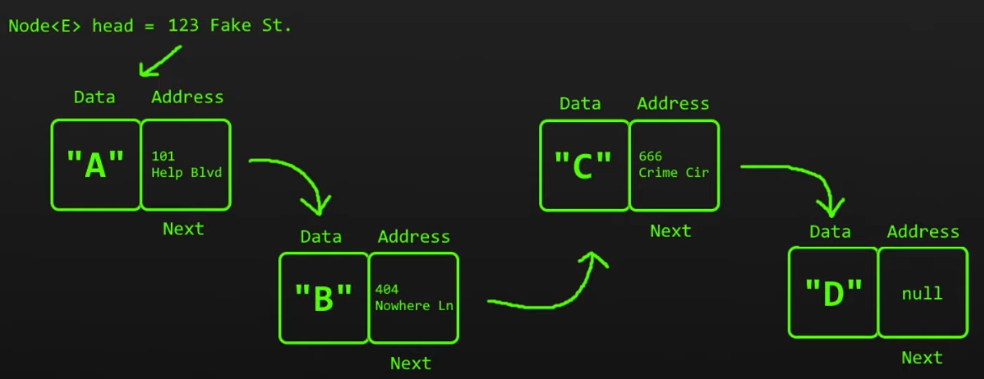 Node<E> head = 123 Fake St.
Data Address
"A" 101
Help Blvd
Next
Data Address
"B" 404
Nowhere Ln
Next
Data Address
"C" 666
Crime Cir
Next
Data Address
"D" null
Next